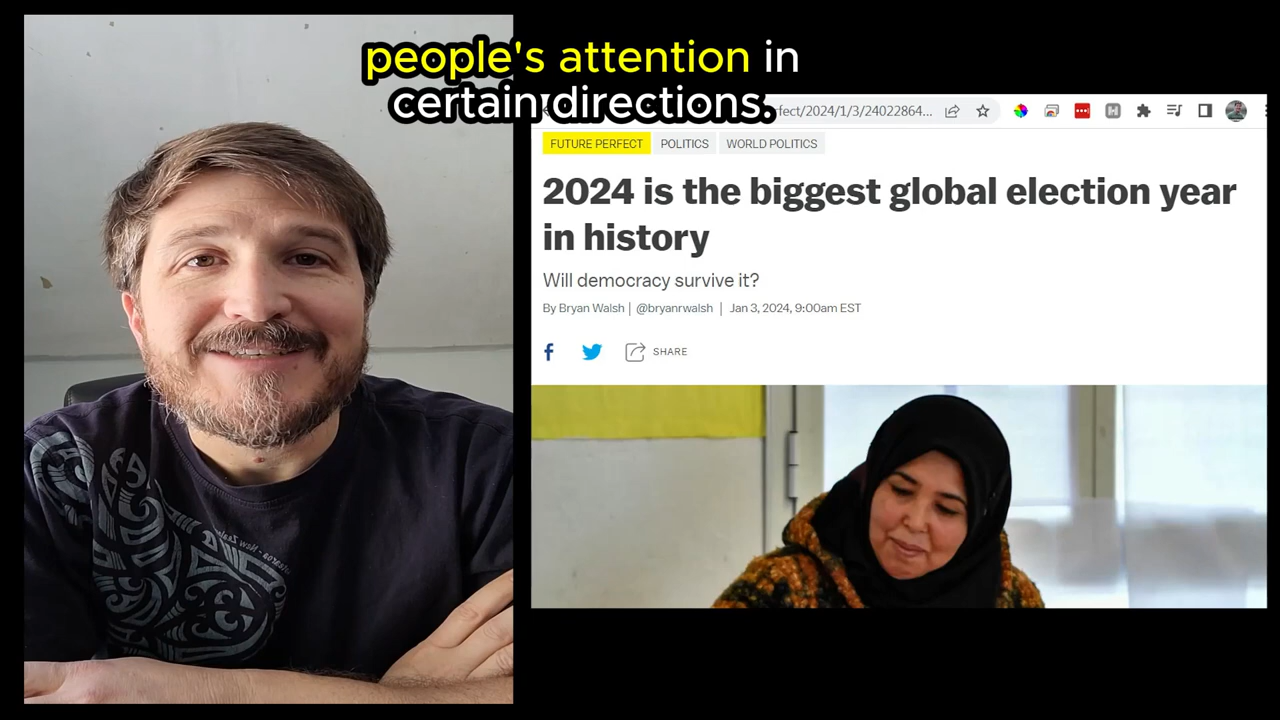 people's attention in
certain directions.
rfect/2024/1/3/24022864...
FUTURE PERFECT POLITICS WORLD POLITICS
2024 is the biggest global election year
in history
Will democracy survive it?
By Bryan Walsh | @bryanrwalsh | Jan 3, 2024, 9:00am EST
SHARE